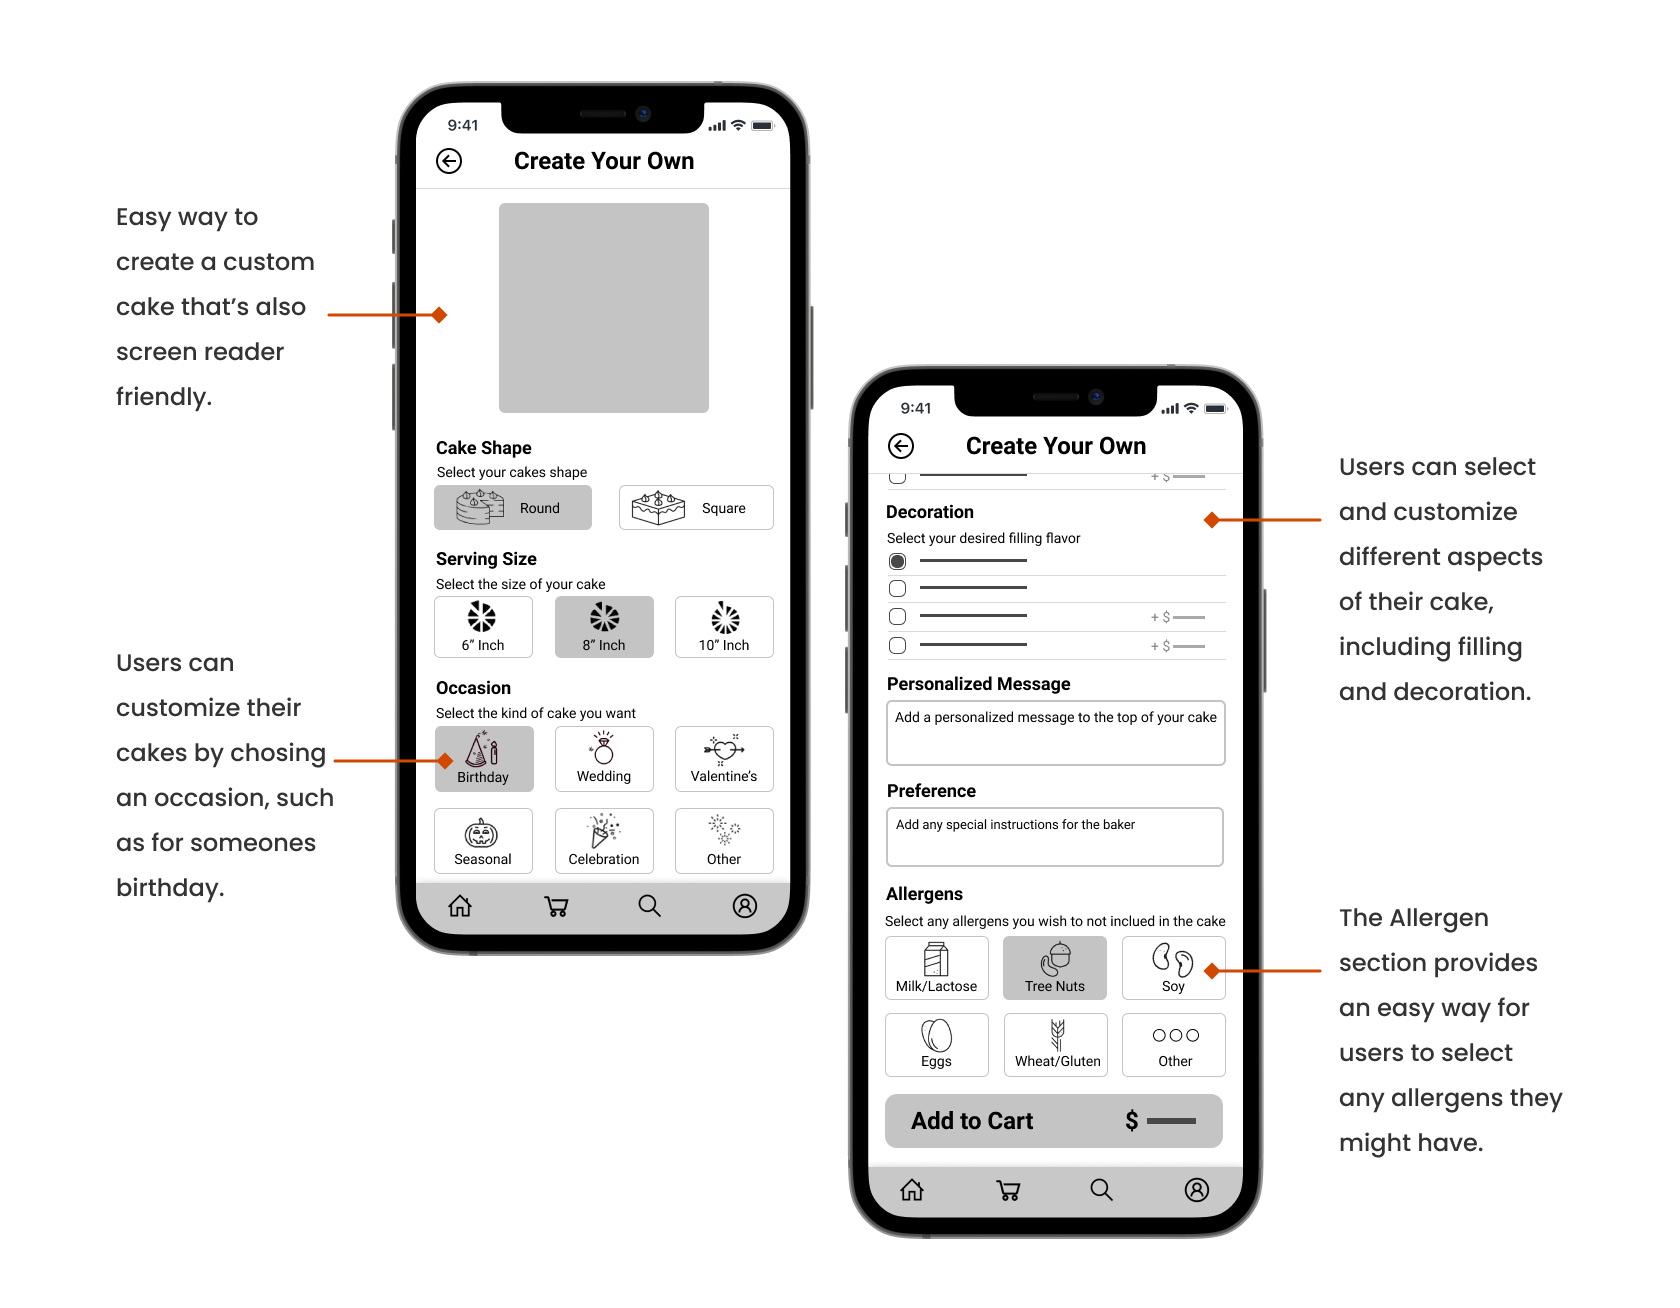 Easy way to
create a custom
cake that's also
screen reader
friendly.
Users can
customize their
cakes by chosing
an occasion, such
as for someones
birthday.
9:41
Create Your Own
Cake Shape
Select your cakes shape
Round
Square
Serving Size
Select the size of your cake
6” Inch
8” Inch
10” Inch
Occasion
Select the kind of cake you want
Birthday
Wedding
Valentine's
Seasonal
Celebration
Other
9:41
Create Your Own
+ $
Decoration
Select your desired filling flavor
+ $
+ $
Personalized Message
Add a personalized message to the top of your cake
Preference
Add any special instructions for the baker
Allergens
Select any allergens you wish to not inclued in the cake
Milk/Lactose
Tree Nuts
Soy
Eggs
Wheat/Gluten
Other
Add to Cart $
Users can select
and customize
different aspects
of their cake,
including filling
and decoration.
The Allergen
section provides
an easy way for
users to select
any allergens they
might have.